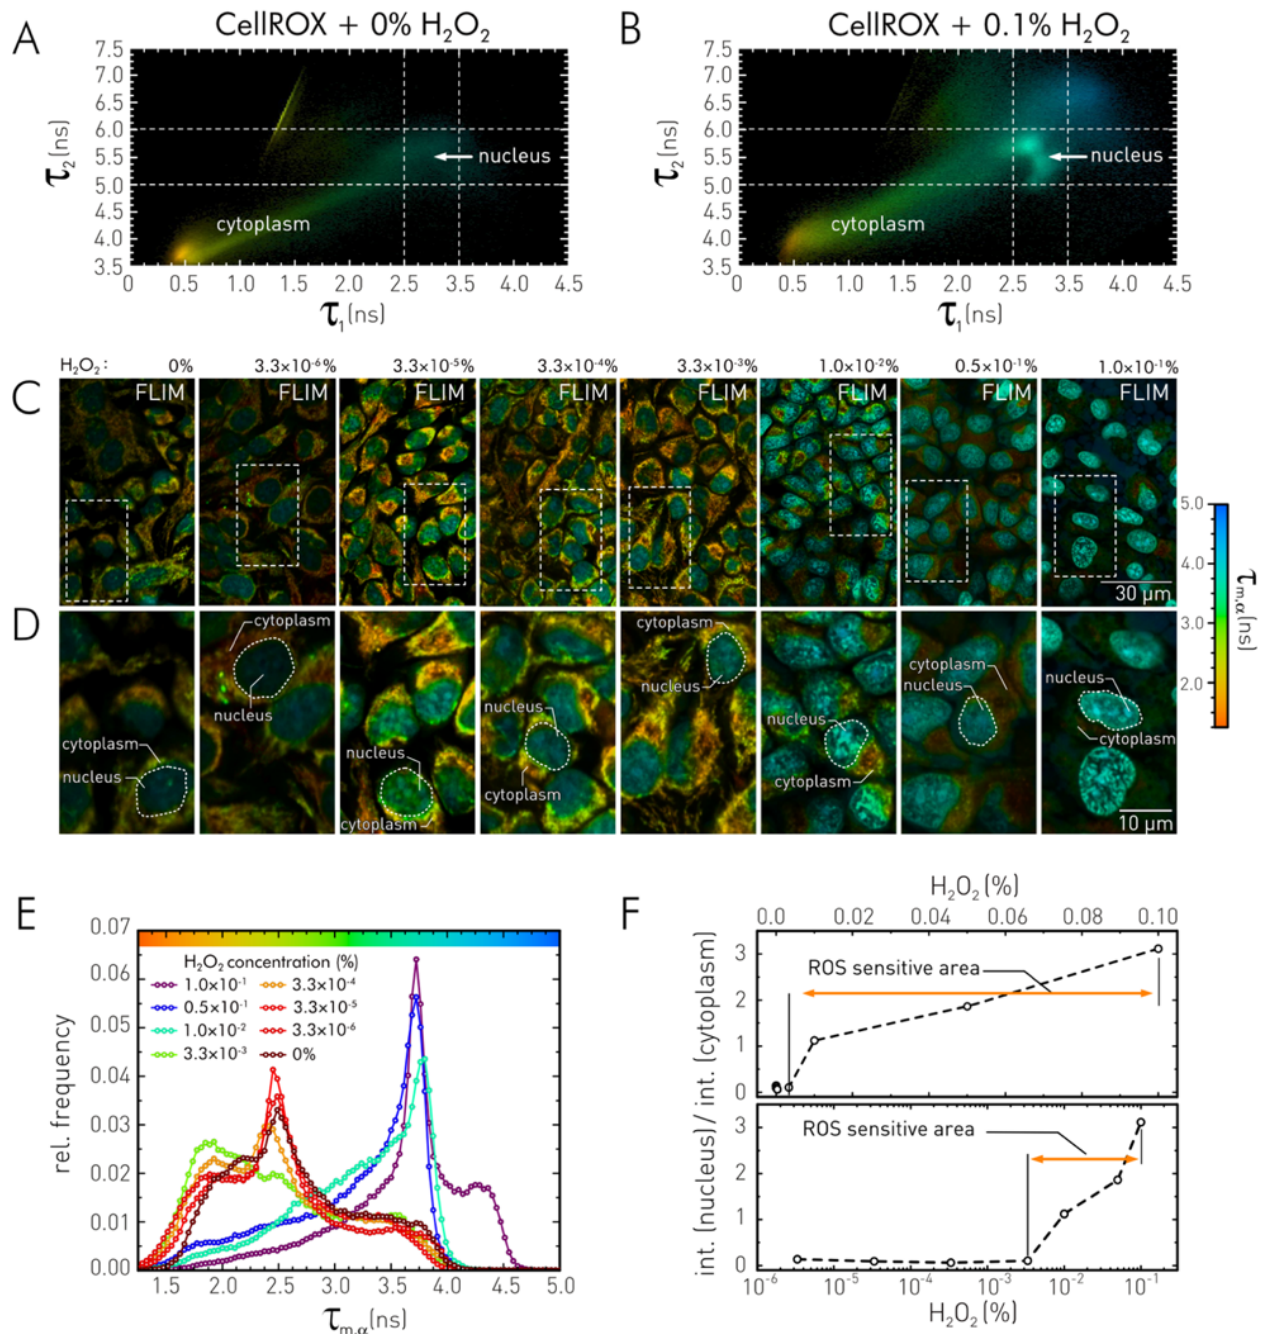 A
CellROX + 0% H₂O₂
7.5
7.0
6.5
6.0
5.5
5.0
4.5
4.0
3.5
τ₂(ns)
nucleus
cytoplasm
0
0.5
1.0
1.5
2.0
2.5
3.0
3.5
4.0
4.5
τ₁(ns)
B
CellROX + 0.1% H₂O₂
7.5
7.0
6.5
6.0
5.5
5.0
4.5
4.0
3.5
τ₂(ns)
nucleus
cytoplasm
0
0.5
1.0
1.5
2.0
2.5
3.0
3.5
4.0
4.5
τ₁(ns)
H₂O₂: 0% 3.3×10⁻⁶% 3.3×10⁻⁵% 3.3×10⁻⁴% 3.3×10⁻³% 1.0×10⁻²% 0.5×10⁻¹% 1.0×10⁻¹%
C
FLIM FLIM FLIM FLIM FLIM FLIM FLIM FLIM
30 µm
D
cytoplasm
nucleus
cytoplasm
nucleus
nucleus
cytoplasm
nucleus
cytoplasm
cytoplasm
nucleus
nucleus
cytoplasm
cytoplasm
nucleus
nucleus
cytoplasm
10 µm
5.0
4.0
3.0
2.0
τm,α(ns)
E
0.07
0.06
0.05
0.04
0.03
0.02
0.01
0.00
rel. frequency
H₂O₂ concentration (%)
1.0×10⁻¹ 3.3×10⁻⁴
0.5×10⁻¹ 3.3×10⁻⁵
1.0×10⁻² 3.3×10⁻⁶
3.3×10⁻³ 0%
1.5 2.0 2.5 3.0 3.5 4.0 4.5 5.0
τm,α(ns)
F
H₂O₂(%)
0.0 0.02 0.04 0.06 0.08 0.10
3
2
1
0
ROS sensitive area
int. (nucleus) / int. (cytoplasm)
3
2
1
0
ROS sensitive area
10⁻⁶ 10⁻⁵ 10⁻⁴ 10⁻³ 10⁻² 10⁻¹
H₂O₂(%)